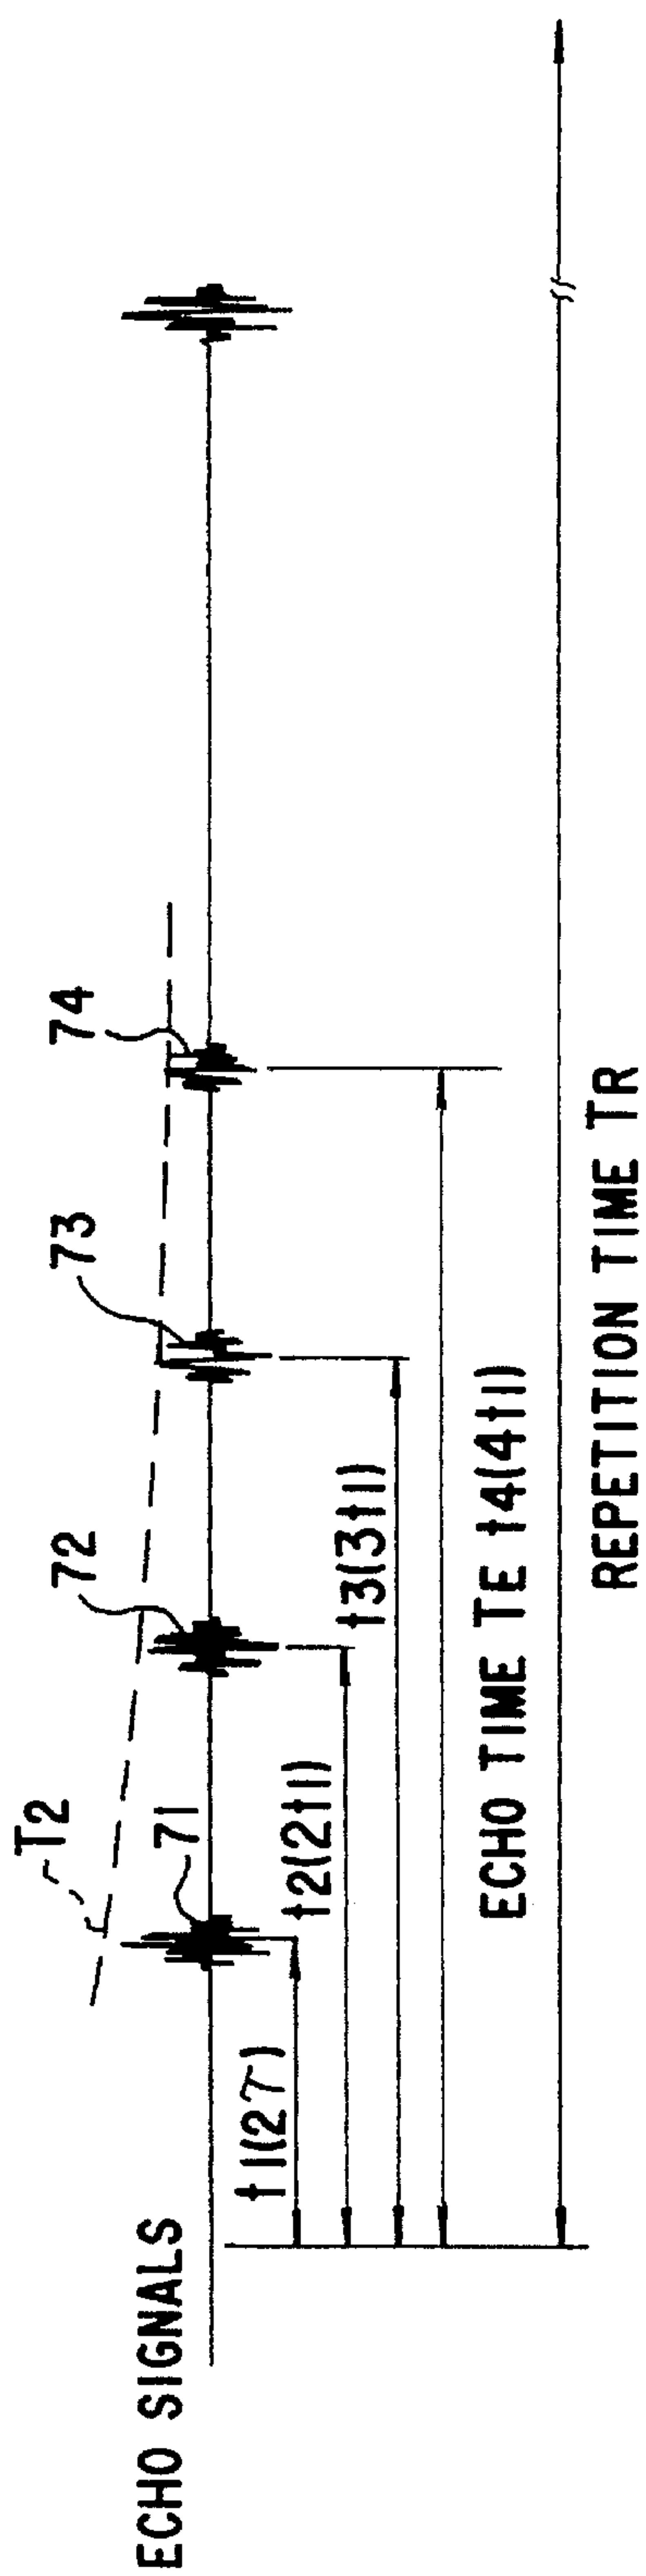 ECHO SIGNALS
T2
71
72
73
74
t1(2τ)
t2(2t1)
t3(3t1)
ECHO TIME TE t4(4t1)
REPETITION TIME TR